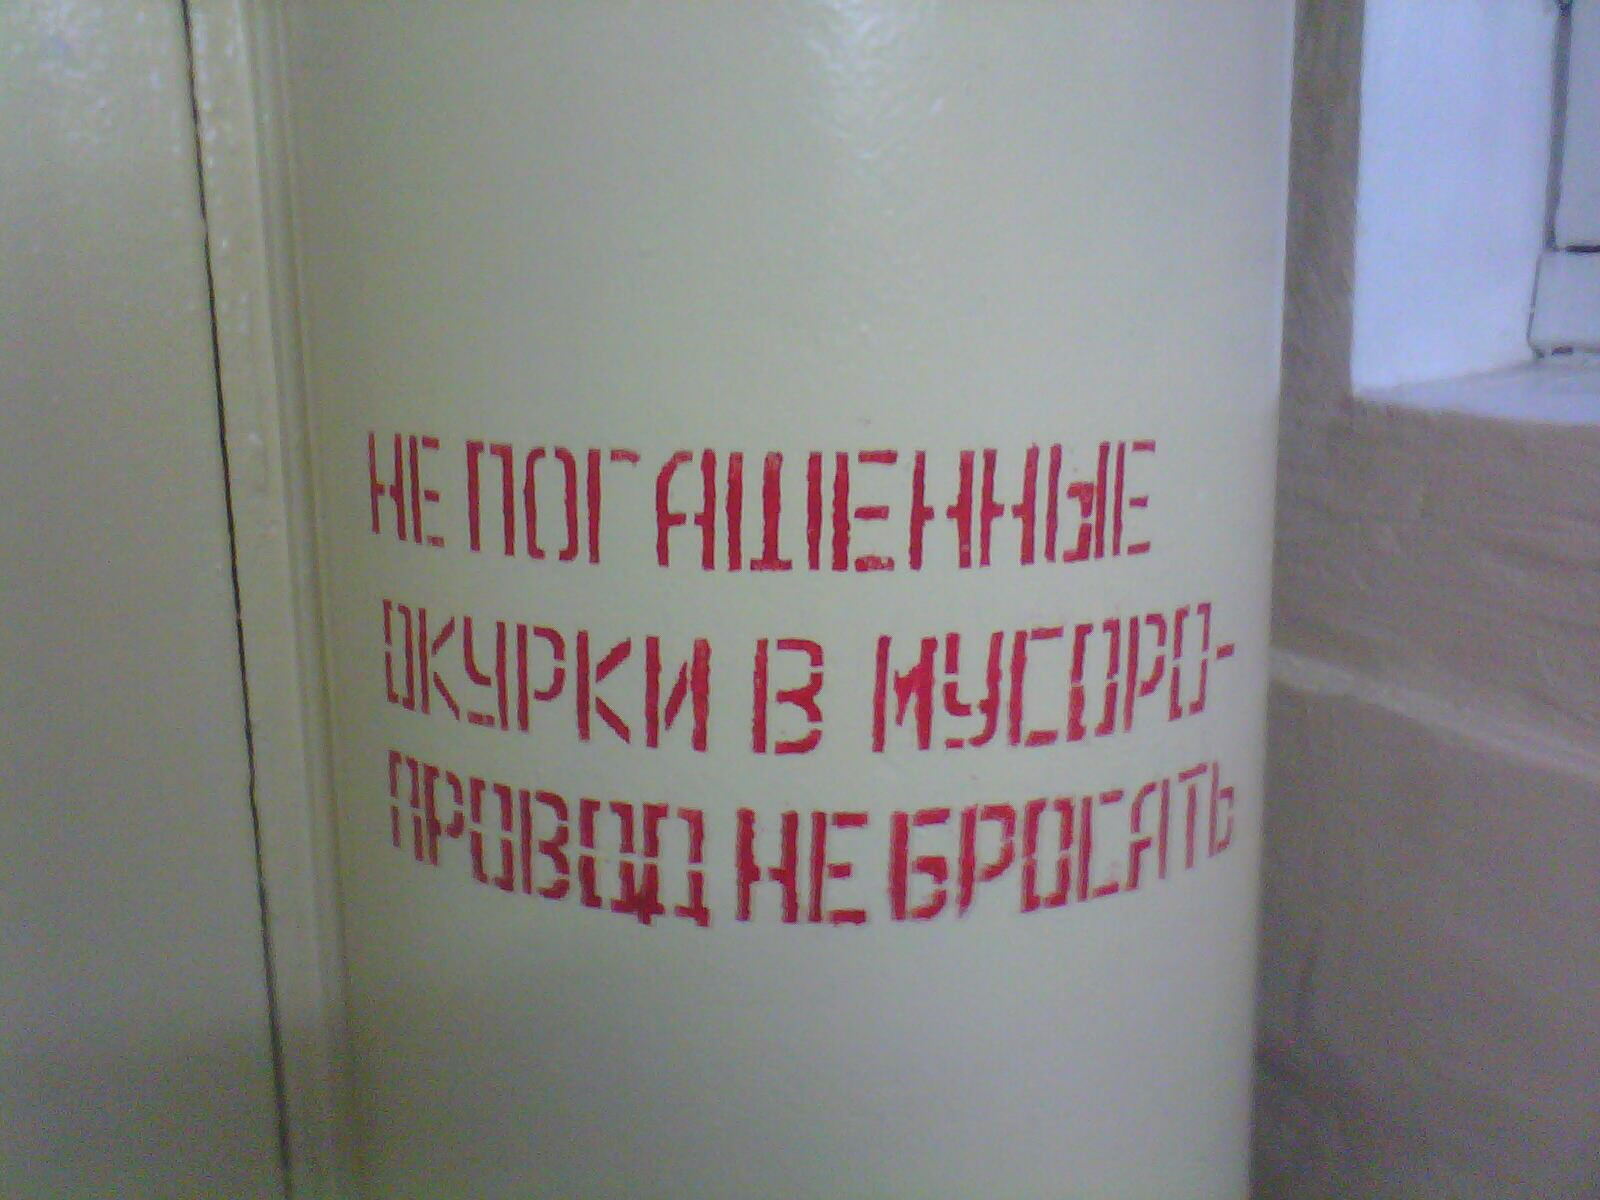 НЕ ПОГАШЕННЫЕ
ОКУРКИ В МУСОРО-
ПРОВОД НЕ БРОСАТЬ